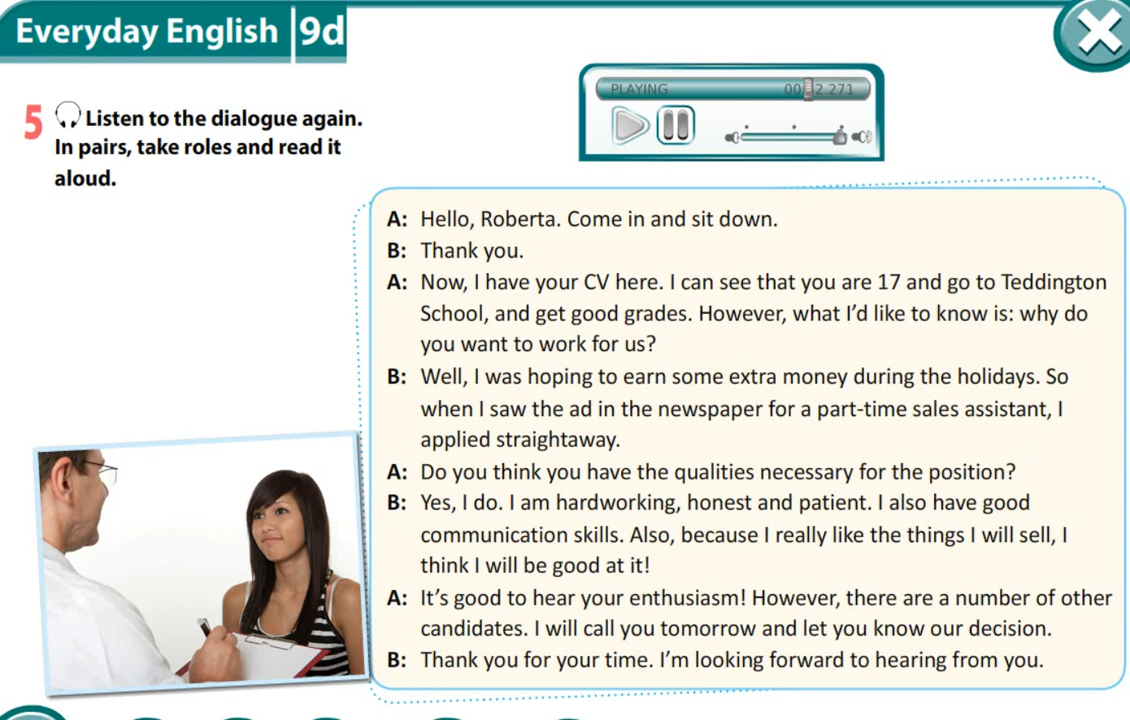 Everyday English 9d
PLAYING
5 Listen to the dialogue again.
In pairs, take roles and read it
aloud.
A: Hello, Roberta. Come in and sit down.
B: Thank you.
A: Now, I have your CV here. I can see that you are 17 and go to Teddington
School, and get good grades. However, what I’d like to know is: why do
you want to work for us?
B: Well, I was hoping to earn some extra money during the holidays. So
when I saw the ad in the newspaper for a part-time sales assistant, I
applied straightaway.
A: Do you think you have the qualities necessary for the position?
B: Yes, I do. I am hardworking, honest and patient. I also have good
communication skills. Also, because I really like the things I will sell, I
think I will be good at it!
A: It’s good to hear your enthusiasm! However, there are a number of other
candidates. I will call you tomorrow and let you know our decision.
B: Thank you for your time. I’m looking forward to hearing from you.